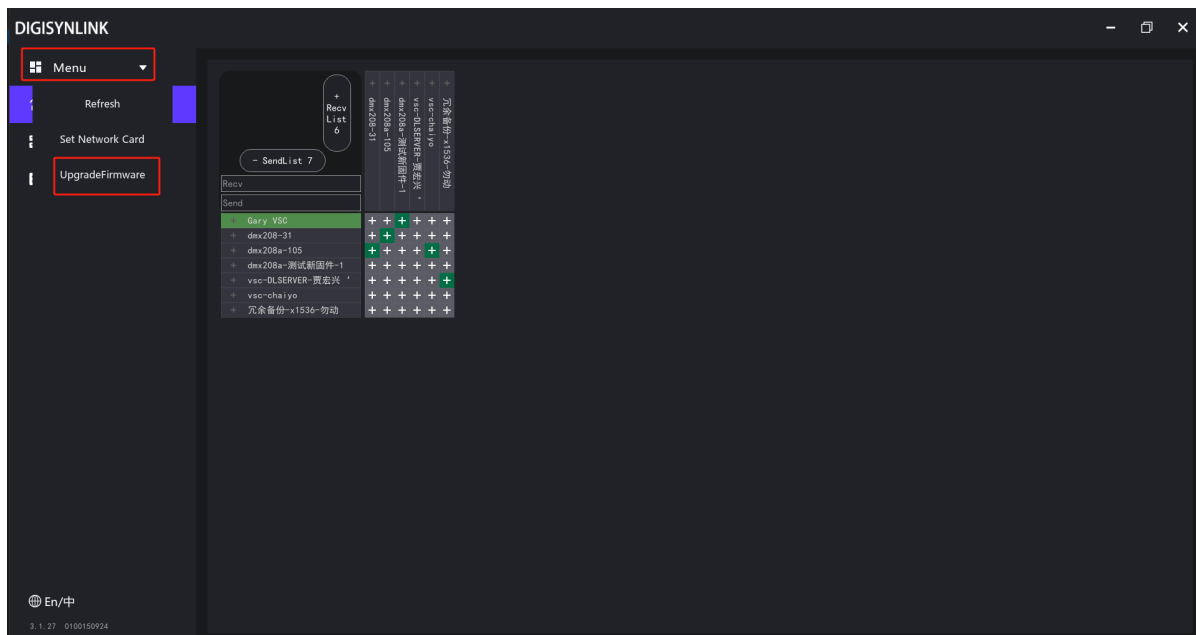 DIGISYNLINK
Menu
Refresh
Set Network Card
UpgradeFirmware
+
Recv
List
6
- SendList 7
Recv
Send
+ + + + + +
dmx208-31
dmx208a-105
dmx208a-测试新固件-1
vsc-DLSERVER-贾宏兴 '
vsc-chaiyo
冗余备份-x1536-勿动
+ Gary VSC + + + + + +
+ dmx208-31 + + + + + +
+ dmx208a-105 + + + + + +
+ dmx208a-测试新固件-1 + + + + + +
+ vsc-DLSERVER-贾宏兴 ' + + + + + +
+ vsc-chaiyo + + + + + +
+ 冗余备份-x1536-勿动 + + + + + +
En/中
3.1.27 0100150924